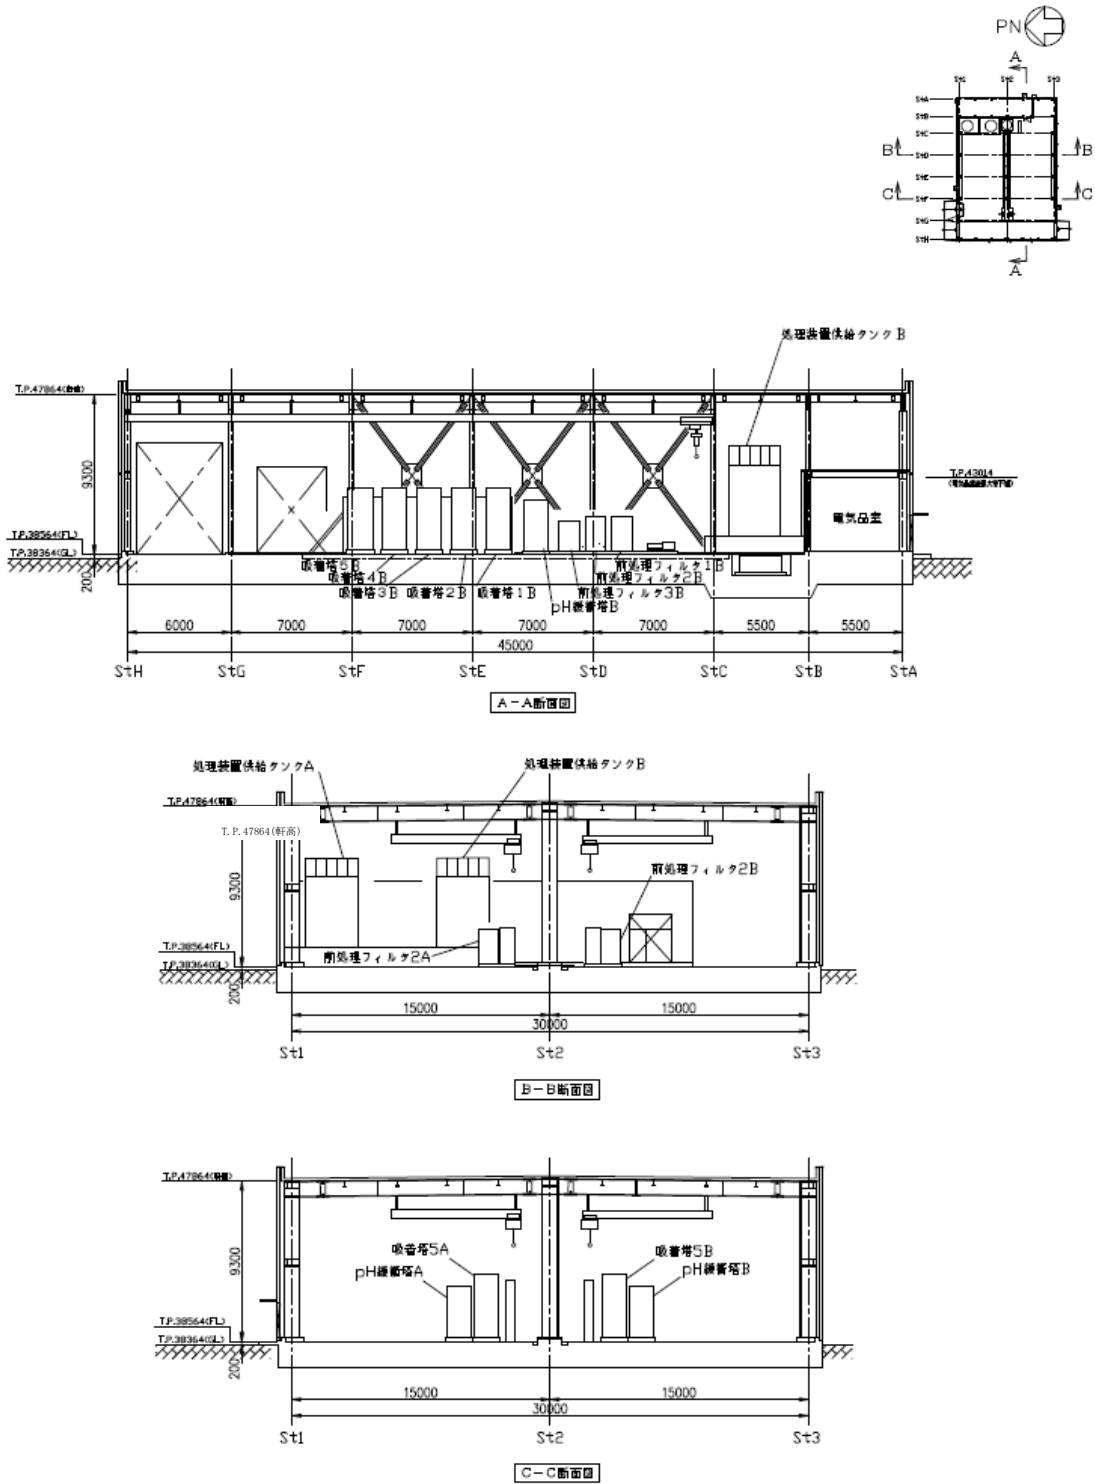 PN
A
St1 St2 St3
StA
StB
StC
B StD B
StE
C StF C
StG
StH
A
処理装置供給タンクB
T.P.47864(軒高)
9300
T.P.43014
電気品室
T.P.38564(FL)
T.P.38364(GL)
200
吸着塔5B 吸着塔4B 吸着塔3B 吸着塔2B 吸着塔1B pH緩衝塔B 前処理フィルタ3B 前処理フィルタ2B 前処理フィルタ1B
6000 7000 7000 7000 7000 5500 5500
45000
StH StG StF StE StD StC StB StA
A-A断面図
処理装置供給タンクA 処理装置供給タンクB
T.P.47864(軒高)
T.P.47864(軒高)
9300
前処理フィルタ2B
前処理フィルタ2A
T.P.38564(FL)
T.P.38364(GL)
200
15000 15000
30000
St1 St2 St3
B-B断面図
T.P.47864(軒高)
9300
吸着塔5A 吸着塔5B
pH緩衝塔A pH緩衝塔B
T.P.38564(FL)
T.P.38364(GL)
200
15000 15000
30000
St1 St2 St3
C-C断面図